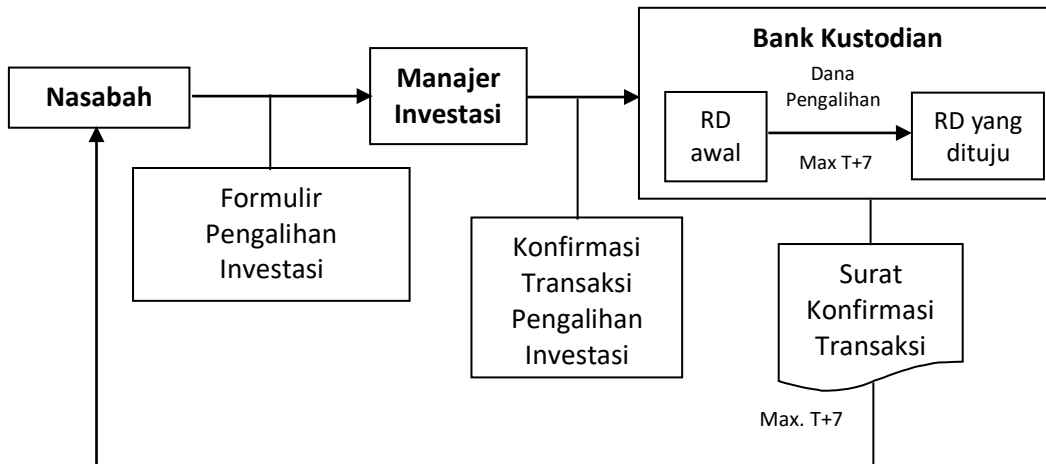 Nasabah
Manajer
Investasi
Bank Kustodian
Dana
Pengalihan
RD
awal
Max T+7
RD yang
dituju
Formulir
Pengalihan
Investasi
Konfirmasi
Transaksi
Pengalihan
Investasi
Surat
Konfirmasi
Transaksi
Max. T+7